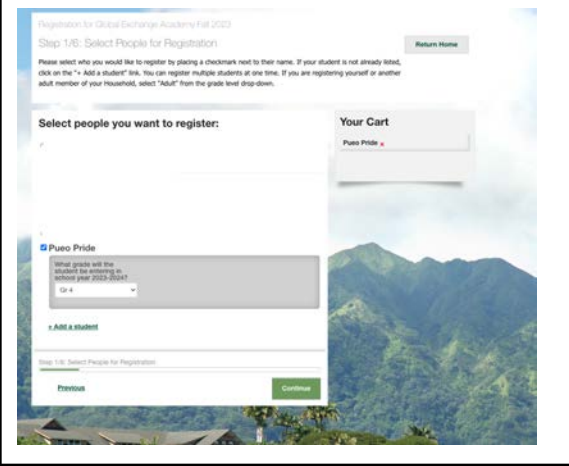 Registration for Global Exchange Academy Fall 2023
Step 1/6: Select People for Registration
Return Home
Please select who you would like to register by placing a checkmark next to their name. If your student is not already listed,
click on the "+ Add a student" link. You can register multiple students at one time. If you are registering yourself or another
adult member of your Household, select "Adult" from the grade level drop-down.
Select people you want to register:
Your Cart
Pueo Pride x
Pueo Pride
What grade will the
student be entering in
school year 2023-2024?
Gr 4
+ Add a student
Step 1/6: Select People for Registration
Previous
Continue